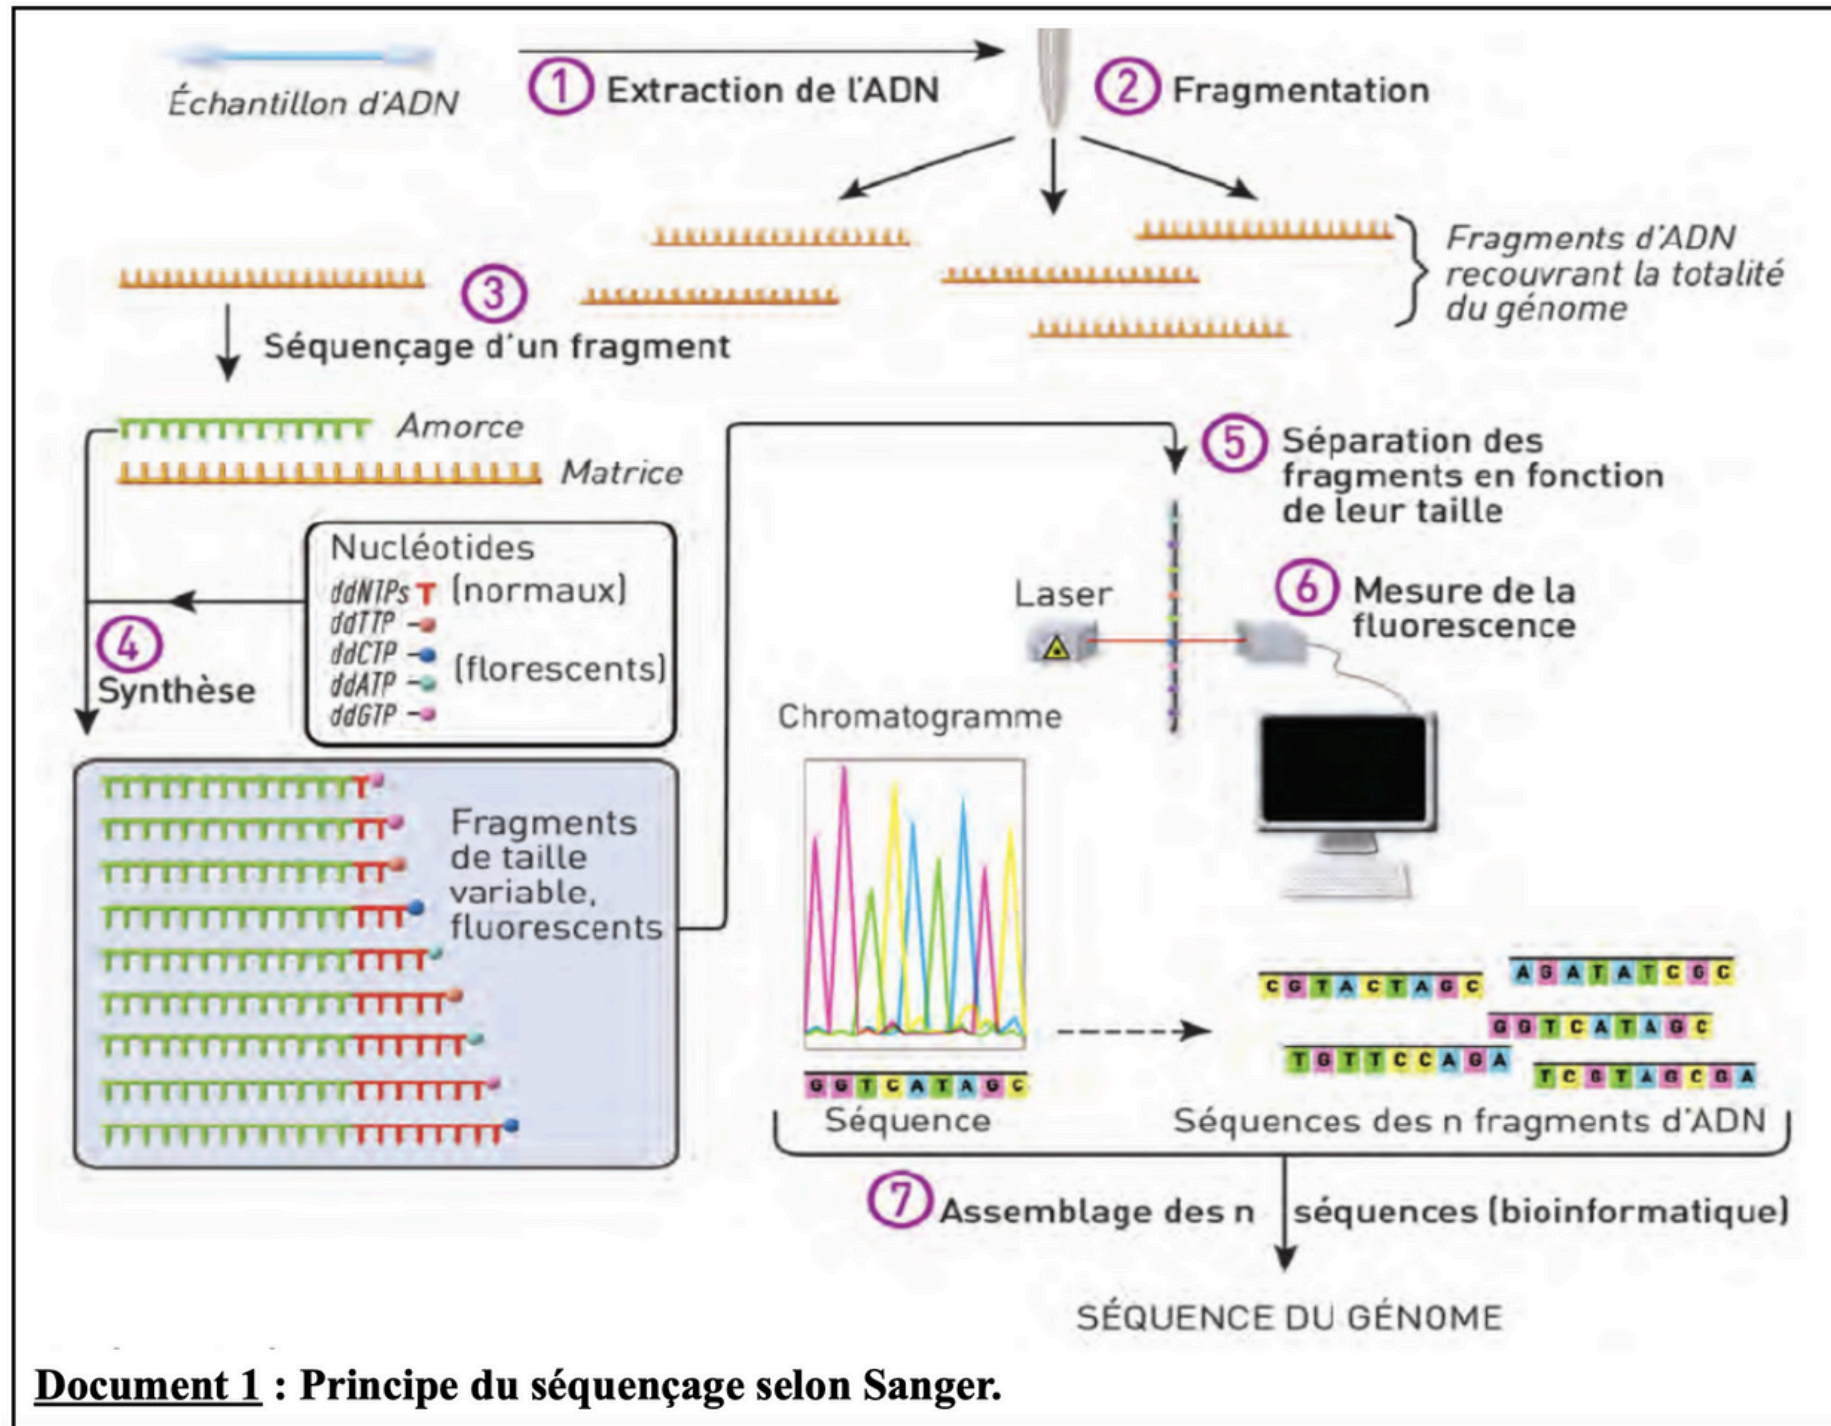 Échantillon d'ADN
1 Extraction de l'ADN
2 Fragmentation
Fragments d'ADN
recouvrant la totalité
du génome
3
Séquençage d'un fragment
Amorce
Matrice
Nucléotides
ddNTPs (normaux)
ddTTP
ddCTP
(florescents)
ddATP
ddGTP
4
Synthèse
Fragments
de taille
variable,
fluorescents
5 Séparation des
fragments en fonction
de leur taille
Laser
6 Mesure de la
fluorescence
Chromatogramme
GGTCATAGC
Séquence
CGTACTAGC
AGATATCGC
GGTCATAGC
TGTTCCAGA
TCGTAGCGA
Séquences des n fragments d'ADN
7 Assemblage des n séquences (bioinformatique)
SÉQUENCE DU GÉNOME
Document 1 : Principe du séquençage selon Sanger.